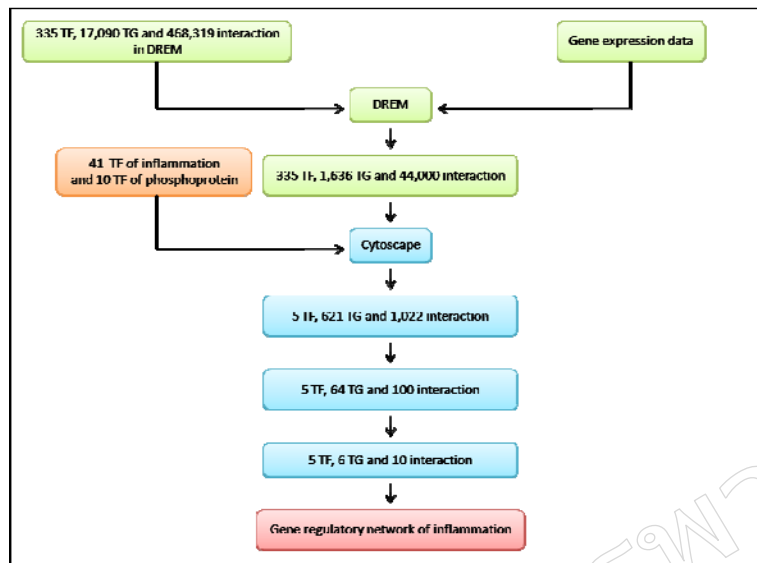 335 TF, 17,090 TG and 468,319 interaction
in DREM
Gene expression data
DREM
41 TF of inflammation
and 10 TF of phosphoprotein
335 TF, 1,636 TG and 44,000 interaction
Cytoscape
5 TF, 621 TG and 1,022 interaction
5 TF, 64 TG and 100 interaction
5 TF, 6 TG and 10 interaction
Gene regulatory network of inflammation